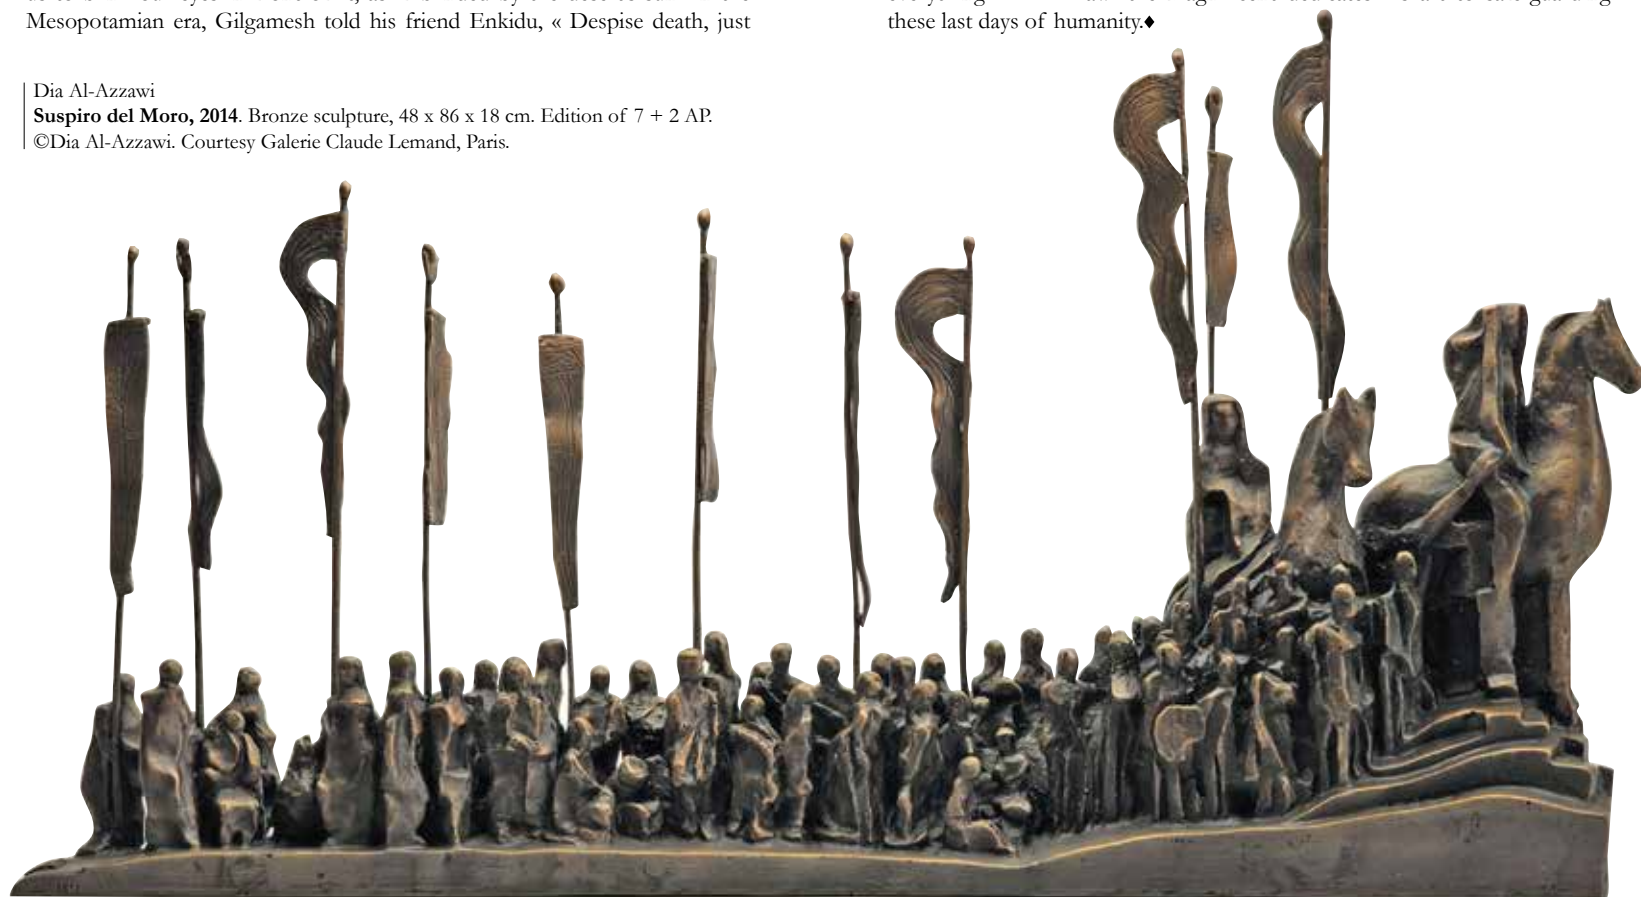 Mesopotamian era, Gilgamesh told his friend Enkidu, « Despise death, just
these last days of humanity.♦
Dia Al-Azzawi
Suspiro del Moro, 2014. Bronze sculpture, 48 x 86 x 18 cm. Edition of 7 + 2 AP.
©Dia Al-Azzawi. Courtesy Galerie Claude Lemand, Paris.